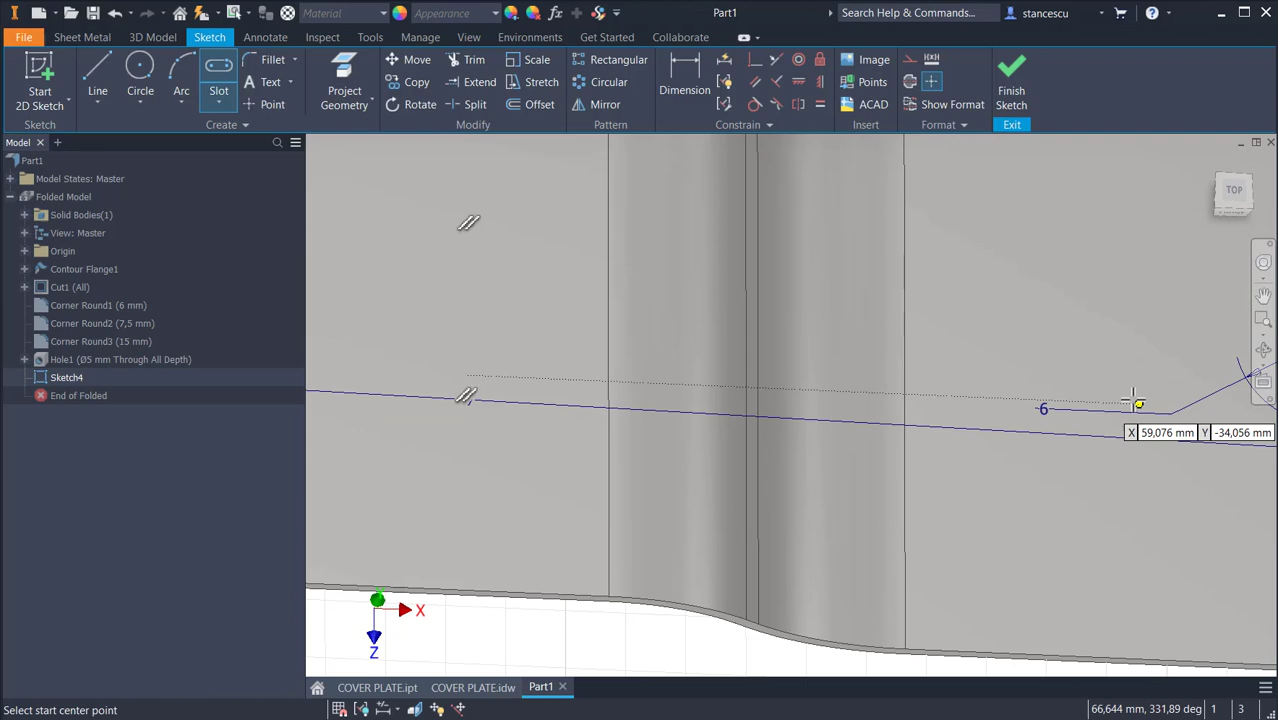 Material
Appearance
Part1
Search Help & Commands...
stancescu
File
Sheet Metal
3D Model
Sketch
Annotate
Inspect
Tools
Manage
View
Environments
Get Started
Collaborate
Start
2D Sketch
Line
Circle
Arc
Slot
Fillet
Text
Point
Project
Geometry
Move
Copy
Rotate
Trim
Extend
Split
Scale
Stretch
Offset
Rectangular
Circular
Mirror
Dimension
Image
Points
ACAD
Show Format
Finish
Sketch
Sketch
Create
Modify
Pattern
Constrain
Insert
Format
Exit
Model
Part1
Model States: Master
Folded Model
Solid Bodies(1)
View: Master
Origin
Contour Flange1
Cut1 (All)
Corner Round1 (6 mm)
Corner Round2 (7,5 mm)
Corner Round3 (15 mm)
Hole1 (Ø5 mm Through All Depth)
Sketch4
End of Folded
TOP
6
X 59,076 mm Y -34,056 mm
X
Z
COVER PLATE.ipt
COVER PLATE.idw
Part1
Select start center point
66,644 mm, 331,89 deg 1 3